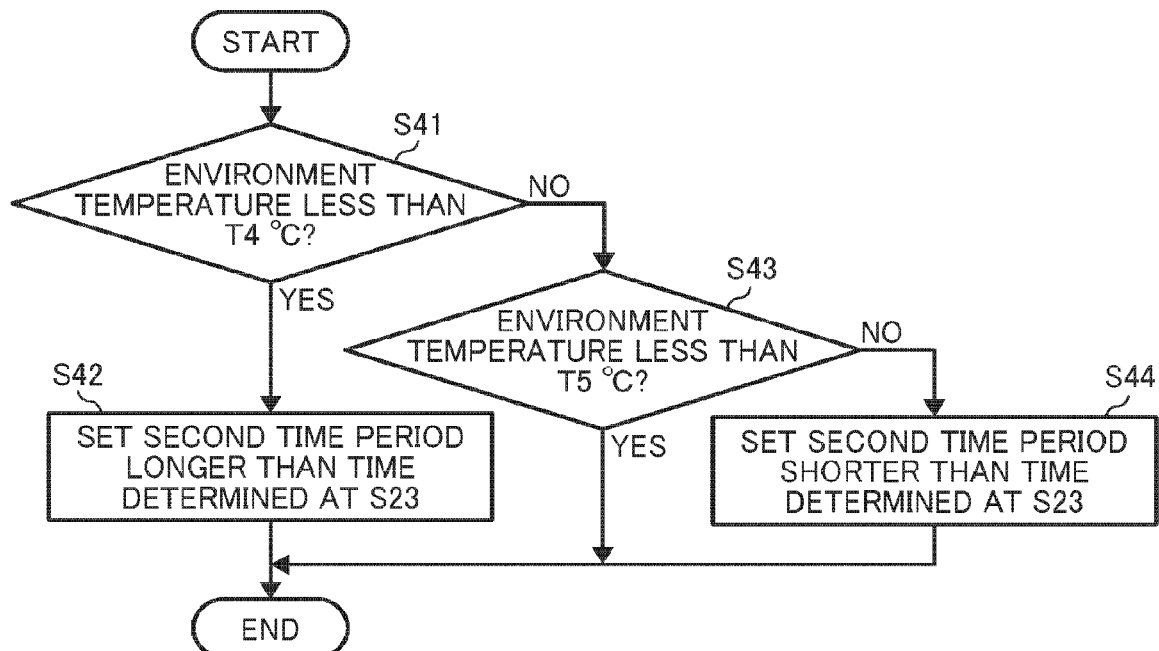 START
S41
ENVIRONMENT
TEMPERATURE LESS THAN
T4 °C?
NO
YES
S43
ENVIRONMENT
TEMPERATURE LESS THAN
T5 °C?
NO
YES
S42
SET SECOND TIME PERIOD
LONGER THAN TIME
DETERMINED AT S23
S44
SET SECOND TIME PERIOD
SHORTER THAN TIME
DETERMINED AT S23
END